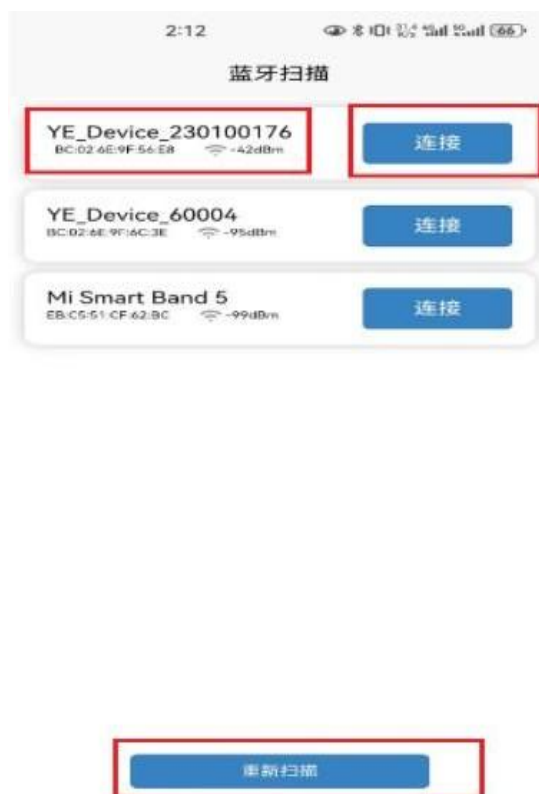 2:12 66
蓝牙扫描
YE_Device_230100176
BC:02:6E:9F:56:E8 -42dBm
连接
YE_Device_60004
BC:02:6E:9F:6C:3E -95dBm
连接
Mi Smart Band 5
EB:C5:51:CF:62:BC -99dBm
连接
重新扫描